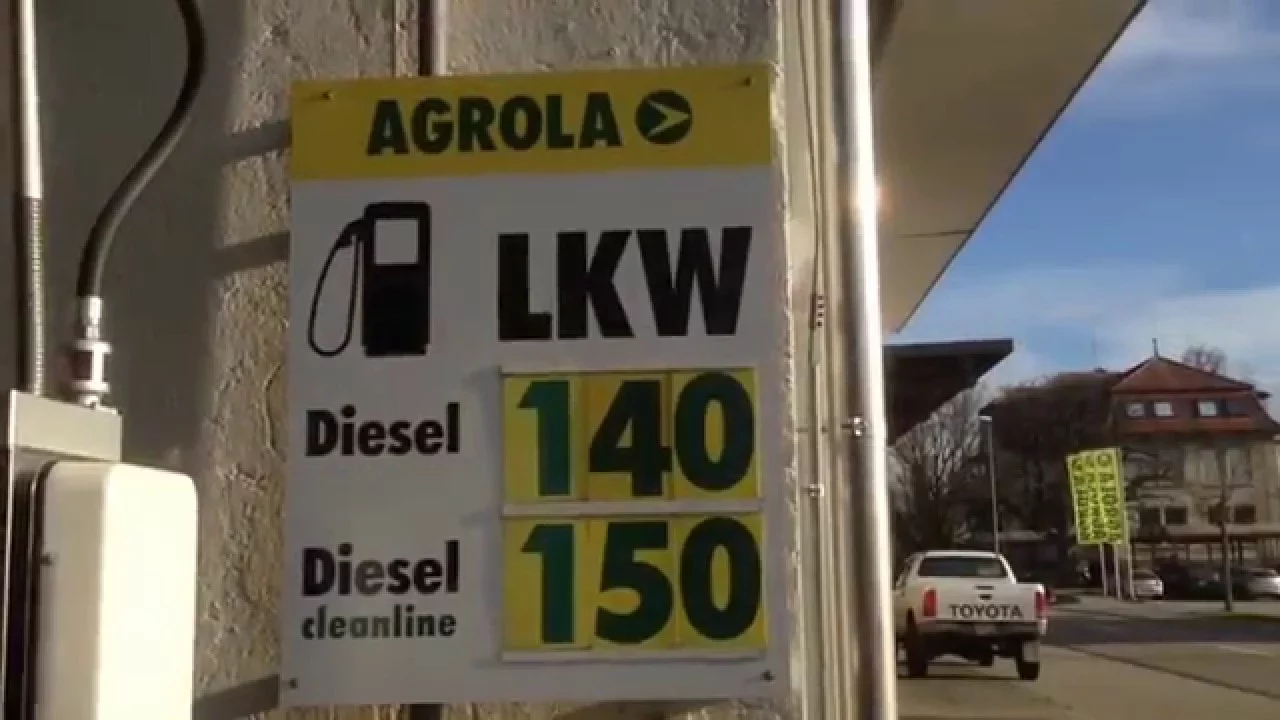 AGROLA
LKW
Diesel 140
Diesel 150
cleanline
TOYOTA